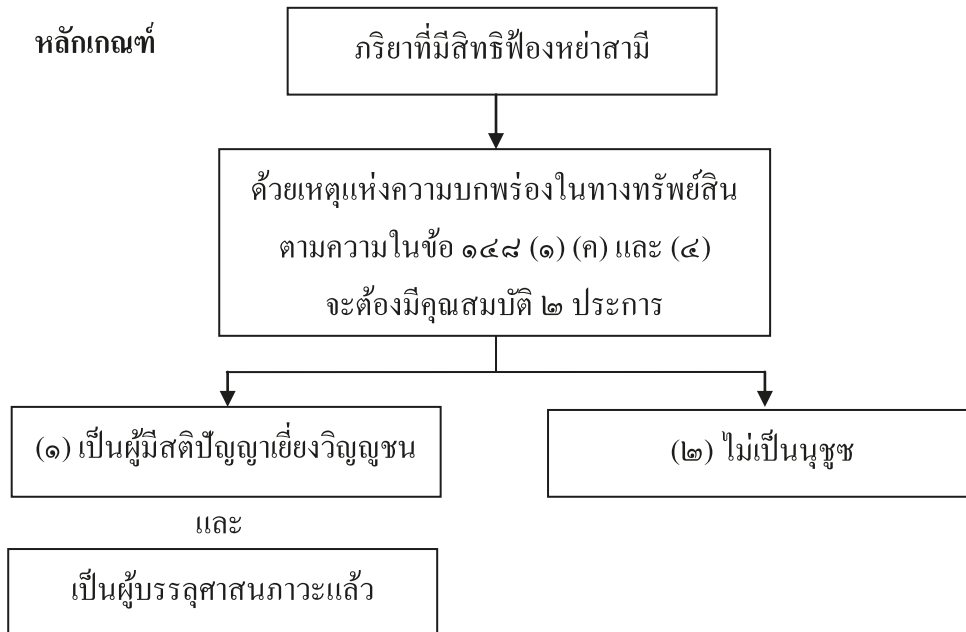 หลักเกณฑ์
ภริยาที่มีสิทธิฟ้องหย่าสามี
ด้วยเหตุแห่งความบกพร่องในทางทรัพย์สิน
ตามความในข้อ ๑๔๘ (๑) (ค) และ (๔)
จะต้องมีคุณสมบัติ ๒ ประการ
(๑) เป็นผู้มีสติปัญญาเยี่ยงวิญญูชน
(๒) ไม่เป็นนุชูซ
และ
เป็นผู้บรรลุศาสนภาวะแล้ว